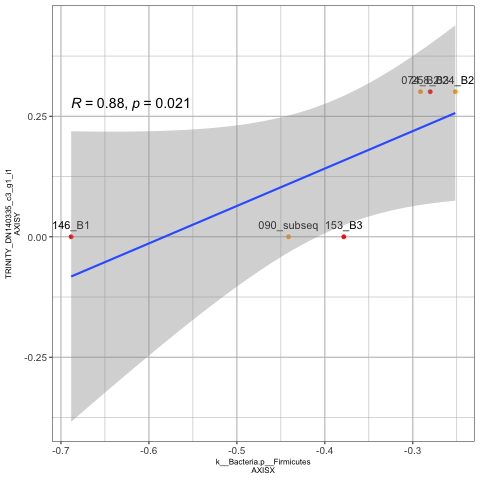 R = 0.88, p = 0.021
146_B1
090_subseq
153_B3
0.25
0.00
-0.25
-0.7
-0.6
-0.5
-0.4
-0.3
TRINITY_DN140335_c3_g1_i1
AXISY
k__Bacteria.p__Firmicutes
AXISX